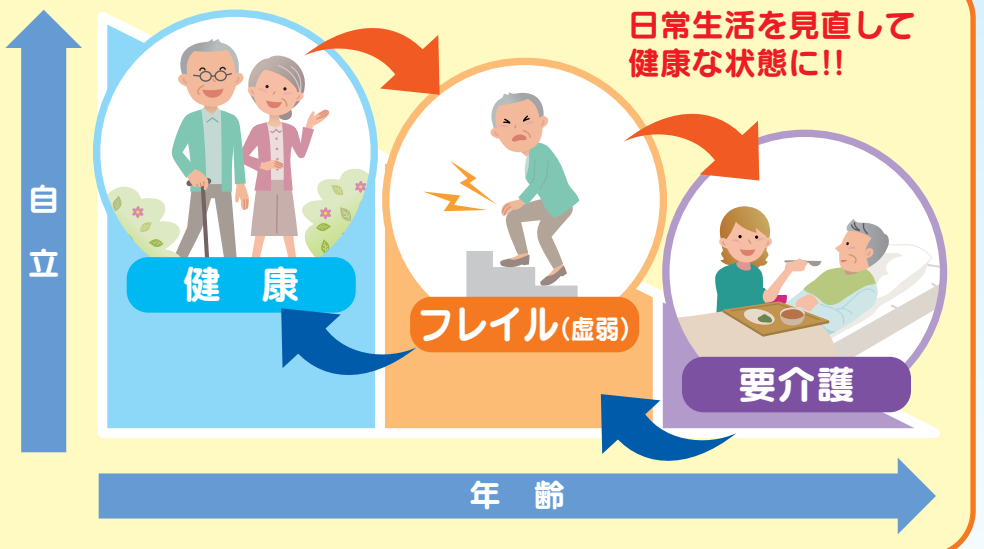 日常生活を見直して
健康な状態に!!
自立
健康
フレイル(虚弱)
要介護
年齢